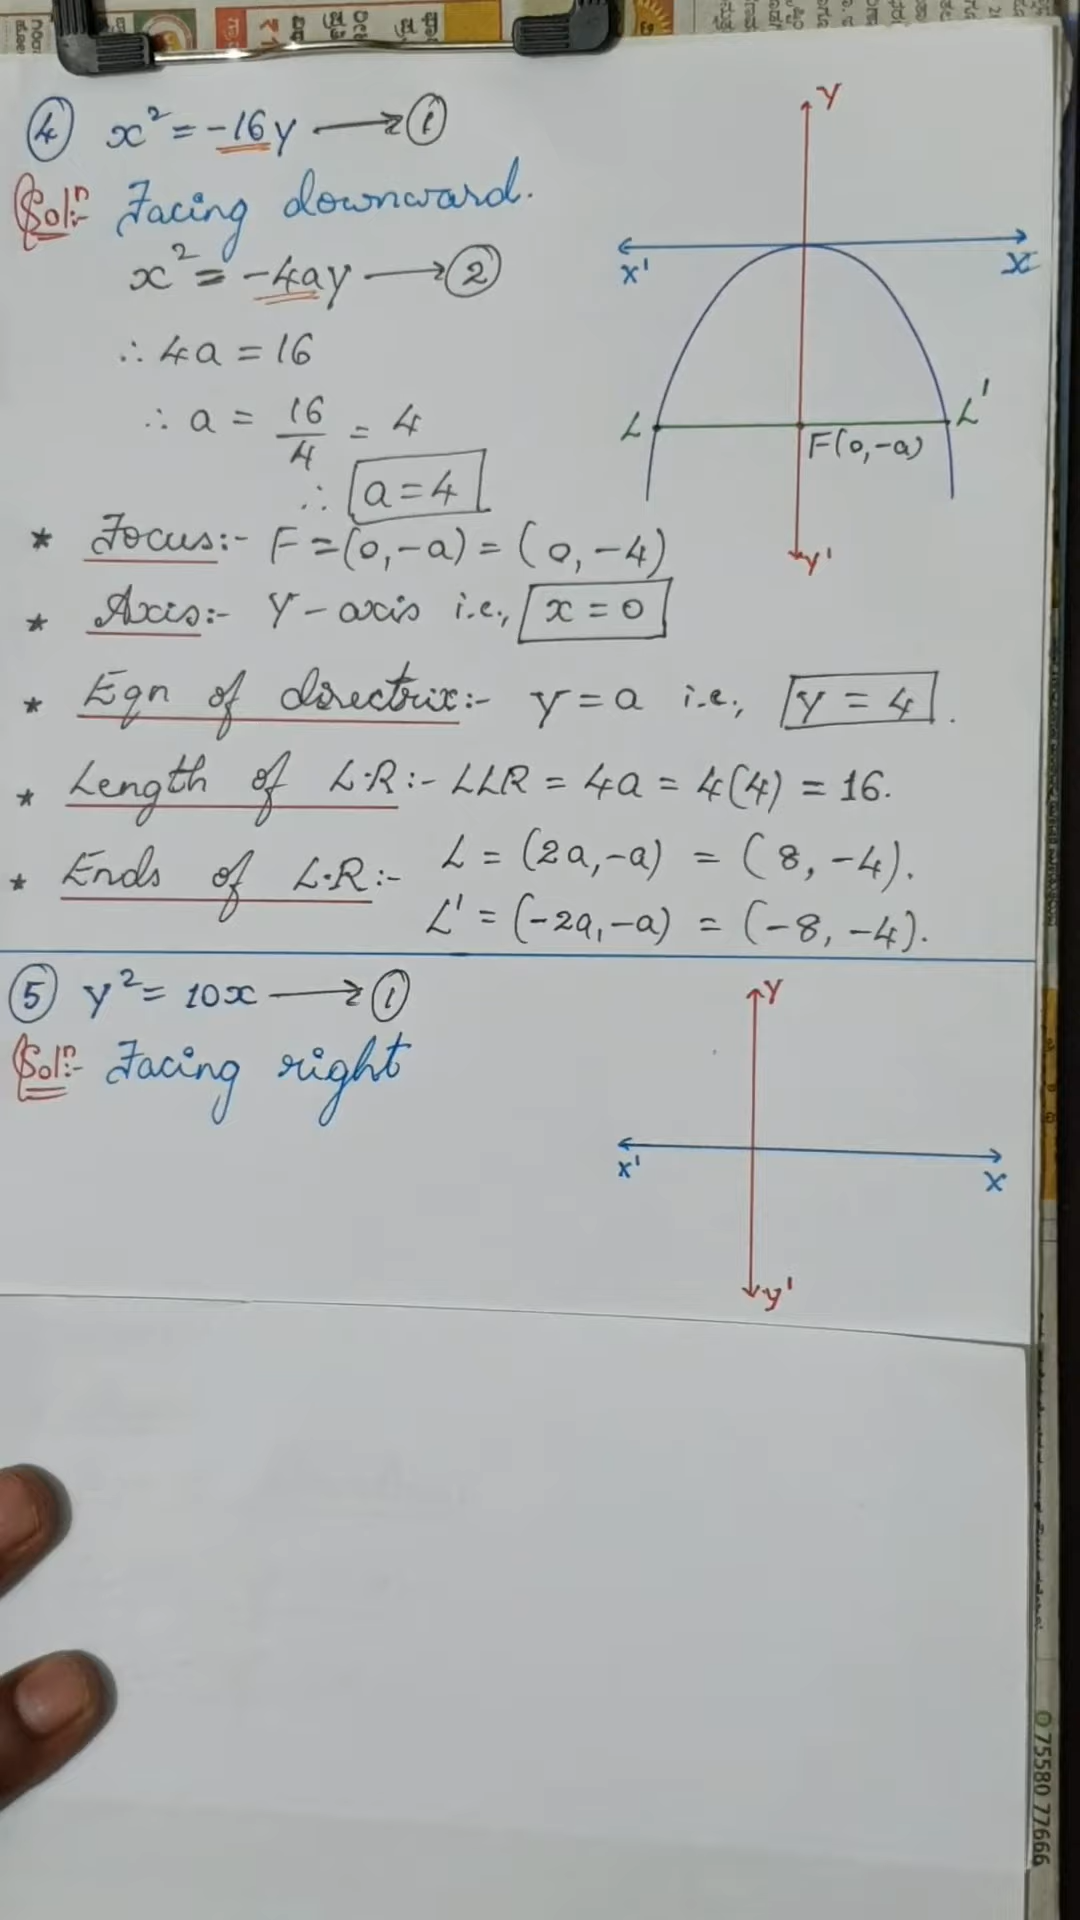 ④ x² = -16y ⟶ ①
Solⁿ:- Facing downward.
x² = -4ay ⟶ ②
∴ 4a = 16
∴ a = 16/4 = 4
∴ a = 4
* Focus:- F = (0, -a) = (0, -4)
* Axis:- Y-axis i.e., x = 0
* Eqn of directrix:- y = a i.e., y = 4.
* Length of L.R:- LLR = 4a = 4(4) = 16.
* Ends of L.R:- L = (2a, -a) = (8, -4).
L' = (-2a, -a) = (-8, -4).
Y
X'
X
L
L'
F(0, -a)
Y'
⑤ y² = 10x ⟶ ①
Solⁿ:- Facing right
Y
X'
X
Y'
75580 77666